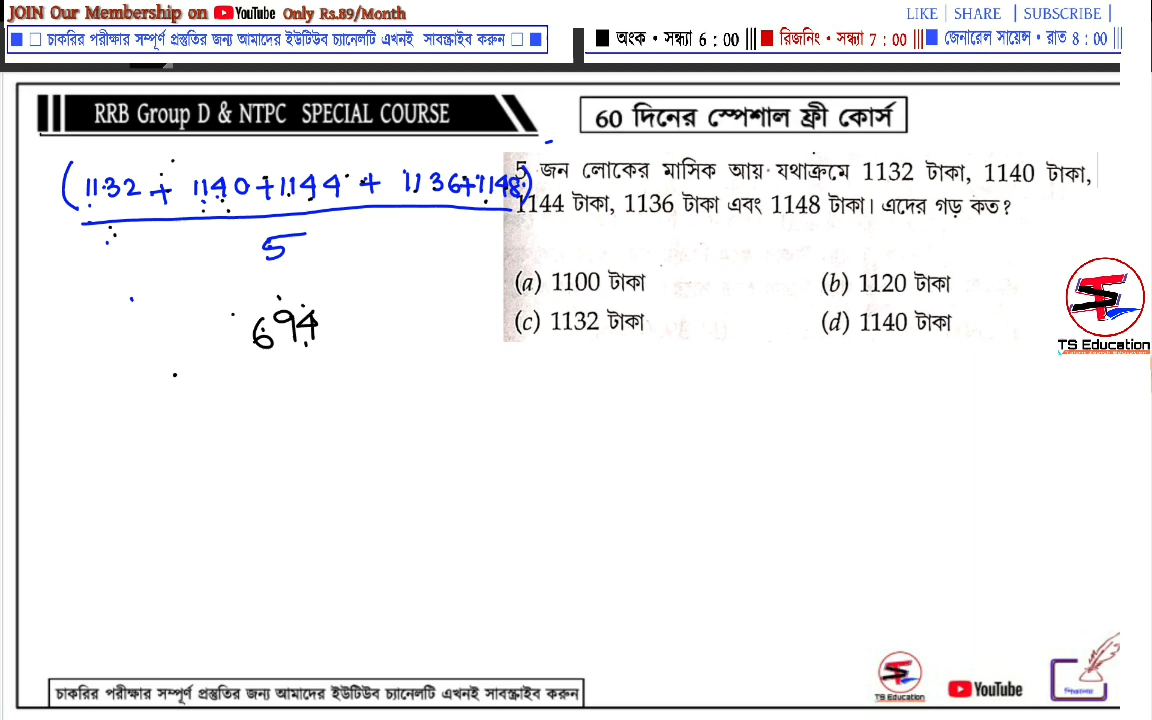 JOIN Our Membership on YouTube Only Rs.89/Month
LIKE | SHARE | SUBSCRIBE |
■ □ চাকরির পরীক্ষার সম্পূর্ণ প্রস্তুতির জন্য আমাদের ইউটিউব চ্যানেলটি এখনই সাবস্ক্রাইব করুন □ ■
■ অংক • সন্ধ্যা 6 : 00 ||| ■ রিজনিং • সন্ধ্যা 7 : 00 ||| ■ জেনারেল সায়েন্স • রাত 8 : 00 |||
RRB Group D & NTPC SPECIAL COURSE
60 দিনের স্পেশাল ফ্রী কোর্স
(1132 + 1140 + 1144 + 1136 + 1148)
5
694
5 জন লোকের মাসিক আয় যথাক্রমে 1132 টাকা, 1140 টাকা,
1144 টাকা, 1136 টাকা এবং 1148 টাকা। এদের গড় কত?
(a) 1100 টাকা (b) 1120 টাকা
(c) 1132 টাকা (d) 1140 টাকা
TS Education
চাকরির পরীক্ষার সম্পূর্ণ প্রস্তুতির জন্য আমাদের ইউটিউব চ্যানেলটি এখনই সাবস্ক্রাইব করুন
TS Education
YouTube